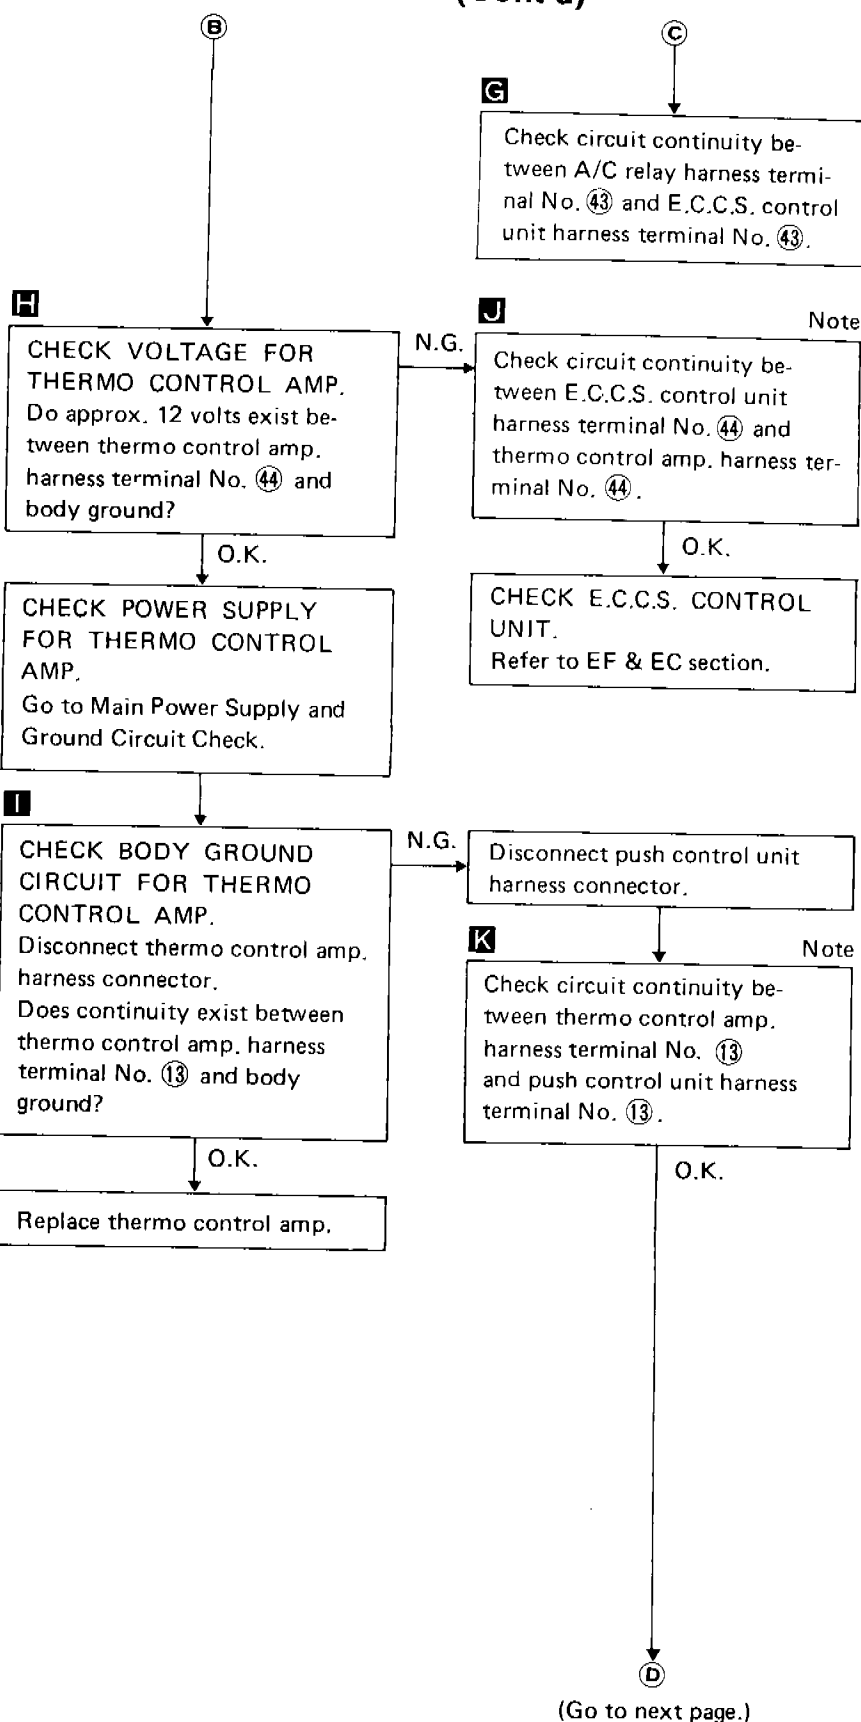 (Cont'd)
B
C
G
Check circuit continuity be-
tween A/C relay harness termi-
nal No. 43 and E.C.C.S. control
unit harness terminal No. 43.
H
CHECK VOLTAGE FOR
THERMO CONTROL AMP.
Do approx. 12 volts exist be-
tween thermo control amp.
harness terminal No. 44 and
body ground?
N.G.
J
Note
Check circuit continuity be-
tween E.C.C.S. control unit
harness terminal No. 44 and
thermo control amp. harness ter-
minal No. 44.
O.K.
O.K.
CHECK POWER SUPPLY
FOR THERMO CONTROL
AMP.
Go to Main Power Supply and
Ground Circuit Check.
CHECK E.C.C.S. CONTROL
UNIT.
Refer to EF & EC section.
I
CHECK BODY GROUND
CIRCUIT FOR THERMO
CONTROL AMP.
Disconnect thermo control amp.
harness connector.
Does continuity exist between
thermo control amp. harness
terminal No. 13 and body
ground?
N.G.
Disconnect push control unit
harness connector.
K
Note
Check circuit continuity be-
tween thermo control amp.
harness terminal No. 13
and push control unit harness
terminal No. 13.
O.K.
O.K.
Replace thermo control amp.
D
(Go to next page.)